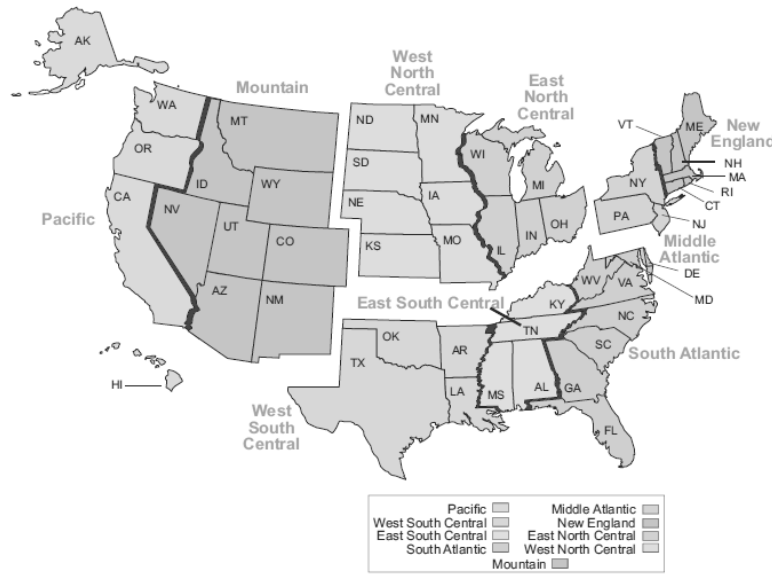 AK
West
North
Central
East
North
Central
Mountain
WA
MT
ND
MN
VT
ME
New
England
OR
ID
SD
WI
NH
MA
WY
MI
NY
RI
CT
Pacific
CA
NV
NE
IA
PA
NJ
UT
CO
KS
MO
IL
IN
OH
Middle
Atlantic
DE
WV
VA
MD
AZ
NM
East South Central
KY
TN
NC
OK
TX
AR
SC
South Atlantic
HI
LA
MS
AL
GA
West
South
Central
FL
Pacific
West South Central
East South Central
South Atlantic
Middle Atlantic
New England
East North Central
West North Central
Mountain